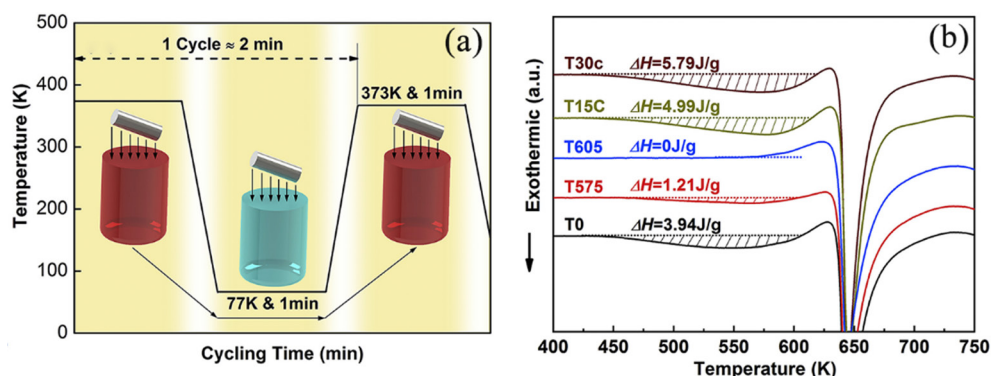 (a)
Temperature (K)
500
400
300
200
100
0
1 Cycle ≈ 2 min
373K & 1min
77K & 1min
Cycling Time (min)
(b)
Exothermic (a.u.)
T30c ΔH=5.79J/g
T15C ΔH=4.99J/g
T605 ΔH=0J/g
T575 ΔH=1.21J/g
T0 ΔH=3.94J/g
400 450 500 550 600 650 700 750
Temperature (K)